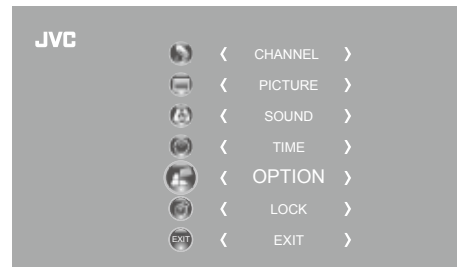 JVC
CHANNEL
PICTURE
SOUND
TIME
OPTION
LOCK
EXIT EXIT